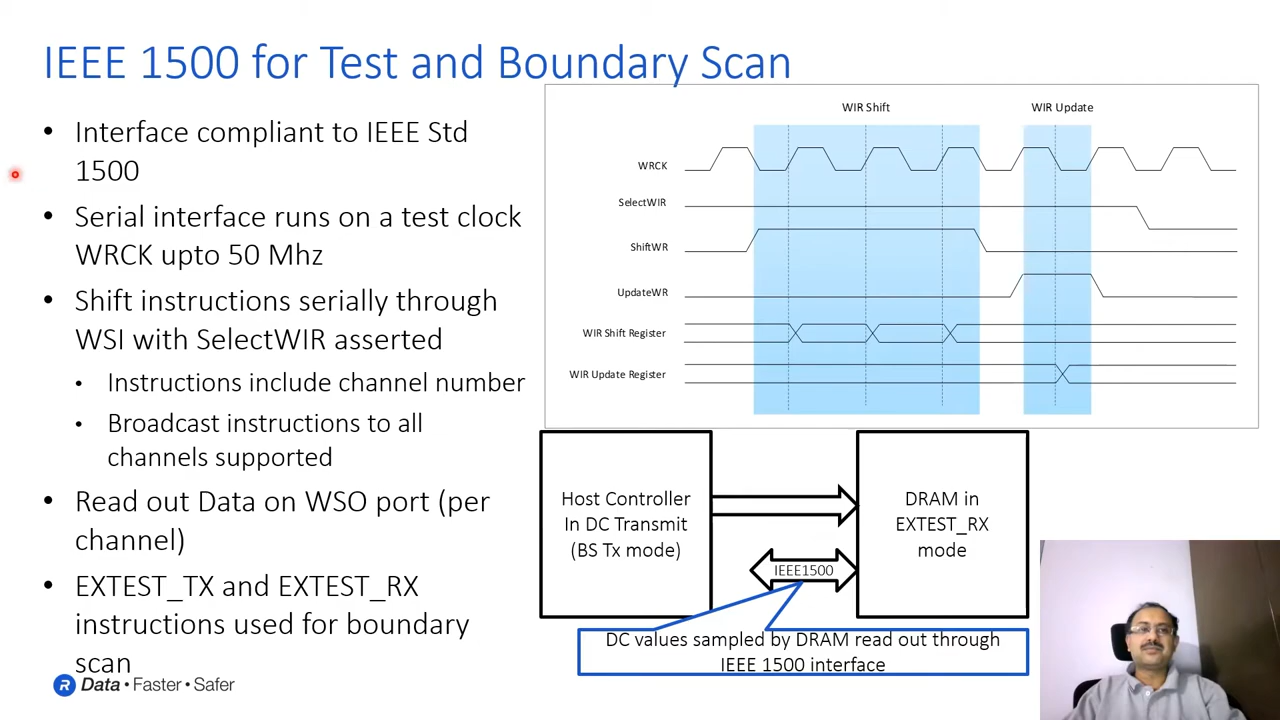 IEEE 1500 for Test and Boundary Scan
• Interface compliant to IEEE Std
1500
• Serial interface runs on a test clock
WRCK upto 50 Mhz
• Shift instructions serially through
WSI with SelectWIR asserted
• Instructions include channel number
• Broadcast instructions to all
channels supported
• Read out Data on WSO port (per
channel)
• EXTEST_TX and EXTEST_RX
instructions used for boundary
scan
WIR Shift
WIR Update
WRCK
SelectWIR
ShiftWR
UpdateWR
WIR Shift Register
WIR Update Register
Host Controller
In DC Transmit
(BS Tx mode)
IEEE1500
DRAM in
EXTEST_RX
mode
DC values sampled by DRAM read out through
IEEE 1500 interface
R Data • Faster • Safer